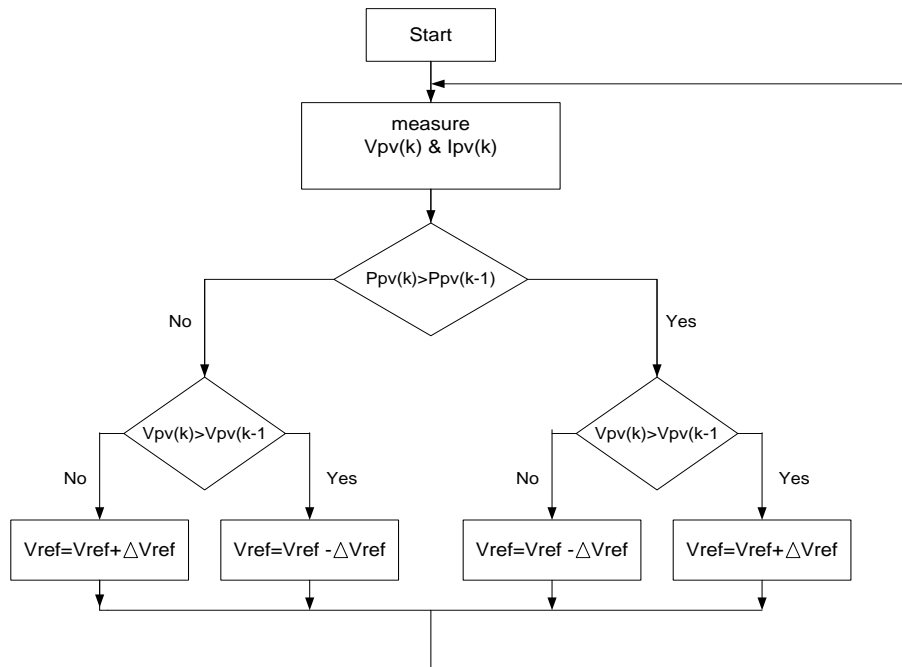 Start
measure
Vpv(k) & Ipv(k)
Ppv(k)>Ppv(k-1)
No
Yes
Vpv(k)>Vpv(k-1
Vpv(k)>Vpv(k-1
No
Yes
No
Yes
Vref=Vref+△Vref
Vref=Vref -△Vref
Vref=Vref -△Vref
Vref=Vref+△Vref